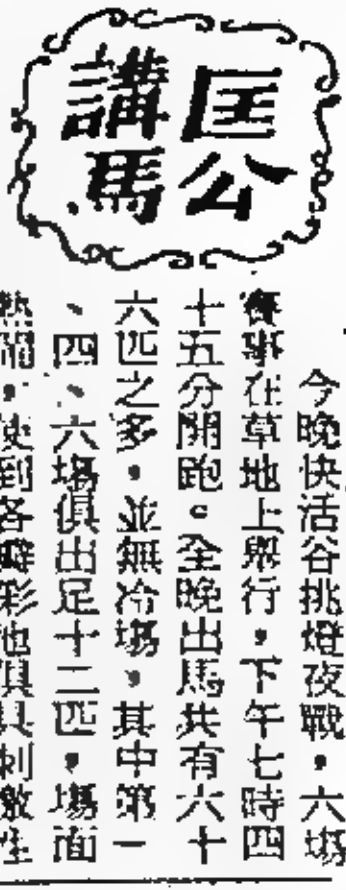 匡公
講馬
今晚快活谷挑燈夜戰，六場
賽事在草地上舉行，下午七時四
十五分開跑。全晚出馬共有六十
六匹之多，並無冷場，其中第一
、四、六場俱出足十二匹，場面
熱鬧，使到各瓣彩池俱具刺激性